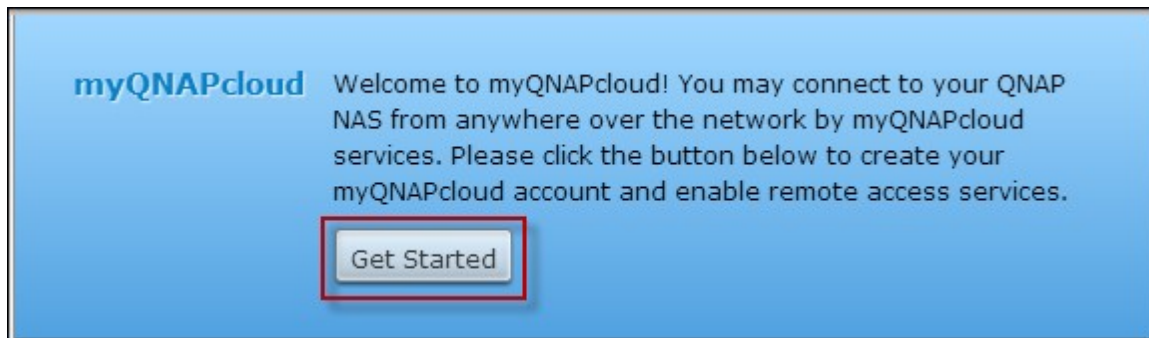 myQNAPcloud
Welcome to myQNAPcloud! You may connect to your QNAP
NAS from anywhere over the network by myQNAPcloud
services. Please click the button below to create your
myQNAPcloud account and enable remote access services.
Get Started